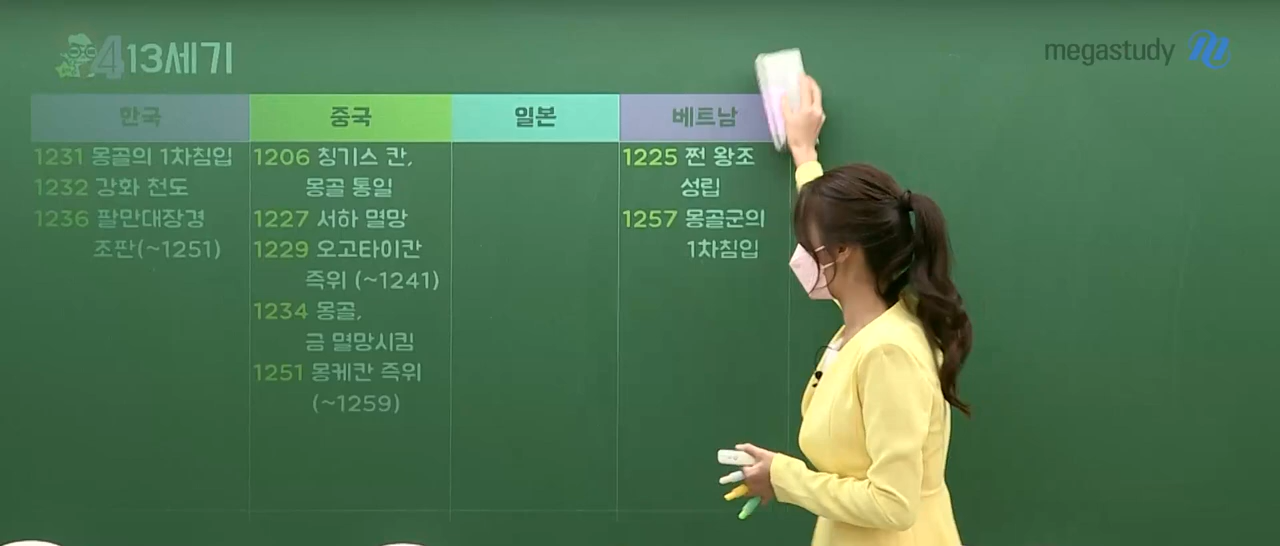 4 13세기
megastudy
한국
중국
일본
베트남
1231 몽골의 1차침입
1232 강화 천도
1236 팔만대장경
조판(~1251)
1206 칭기스 칸,
몽골 통일
1227 서하 멸망
1229 오고타이칸
즉위 (~1241)
1234 몽골,
금 멸망시킴
1251 몽케칸 즉위
(~1259)
1225 쩐 왕조
성립
1257 몽골군의
1차침입